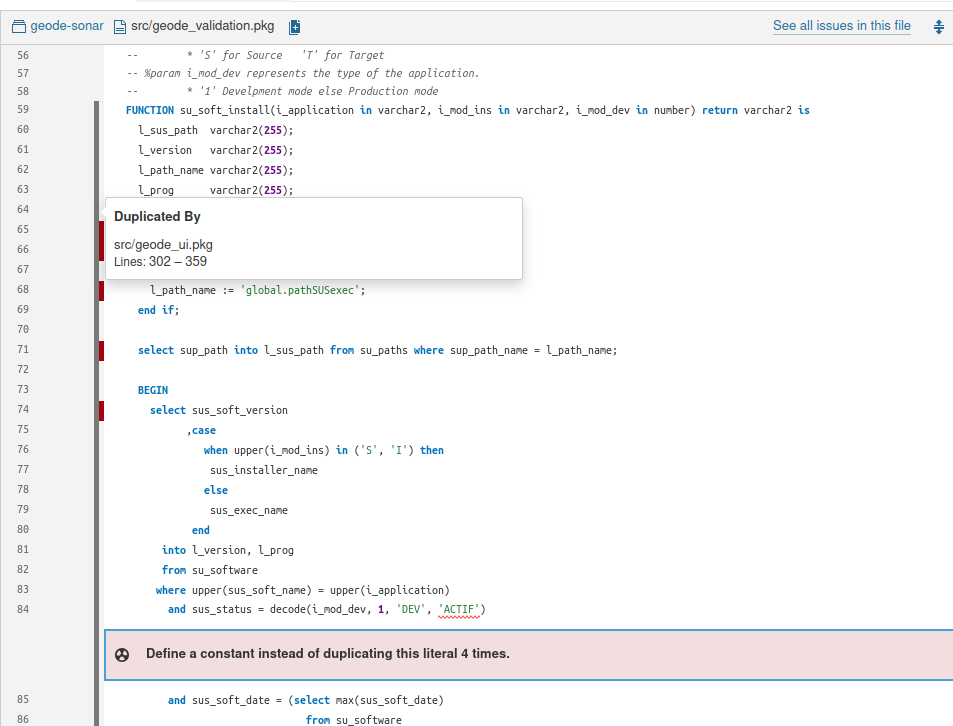 geode-sonar src/geode_validation.pkg See all issues in this file
56 -- * 'S' for Source 'T' for Target
57 -- %param i_mod_dev represents the type of the application.
58 -- * '1' Develpment mode else Production mode
59 FUNCTION su_soft_install(i_application in varchar2, i_mod_ins in varchar2, i_mod_dev in number) return varchar2 is
60 l_sus_path varchar2(255);
61 l_version varchar2(255);
62 l_path_name varchar2(255);
63 l_prog varchar2(255);
64
Duplicated By
65
src/geode_ui.pkg
66
Lines: 302 – 359
67
68 l_path_name := 'global.pathSUSexec';
69 end if;
70
71 select sup_path into l_sus_path from su_paths where sup_path_name = l_path_name;
72
73 BEGIN
74 select sus_soft_version
75 ,case
76 when upper(i_mod_ins) in ('S', 'I') then
77 sus_installer_name
78 else
79 sus_exec_name
80 end
81 into l_version, l_prog
82 from su_software
83 where upper(sus_soft_name) = upper(i_application)
84 and sus_status = decode(i_mod_dev, 1, 'DEV', 'ACTIF')
Define a constant instead of duplicating this literal 4 times.
85 and sus_soft_date = (select max(sus_soft_date)
86 from su_software